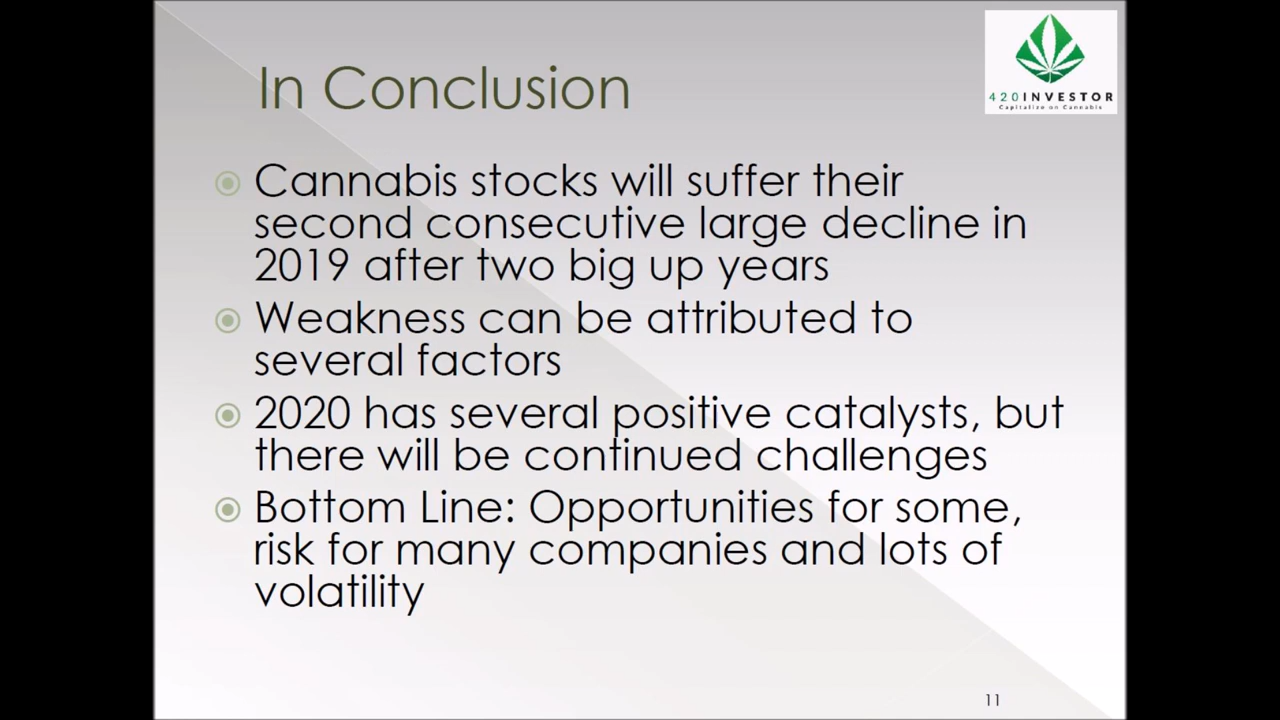 In Conclusion
420INVESTOR
Capitalize on Cannabis
Cannabis stocks will suffer their
second consecutive large decline in
2019 after two big up years
Weakness can be attributed to
several factors
2020 has several positive catalysts, but
there will be continued challenges
Bottom Line: Opportunities for some,
risk for many companies and lots of
volatility
11